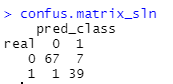 > confus.matrix_sln
pred_class
real 0 1
0 67 7
1 1 39